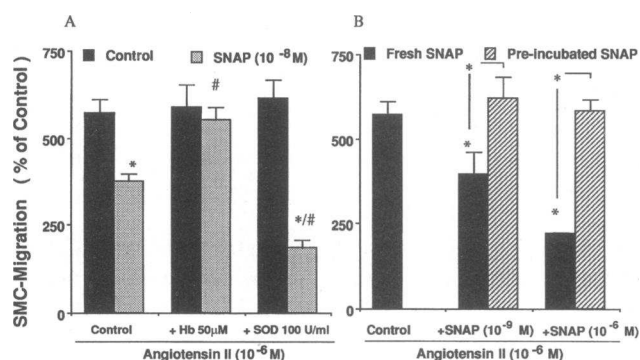 A
B
Control
SNAP (10 -8M)
Fresh SNAP
Pre-incubated SNAP
SMC-Migration ( % of Control)
750
500
250
0
#
*
*/#
Control
+ Hb 50µM
+ SOD 100 U/ml
Angiotensin II (10-6 M)
750
500
250
0
*
*
*
*
Control
+SNAP (10-9 M)
+SNAP (10-6 M)
Angiotensin II (10 -6 M)